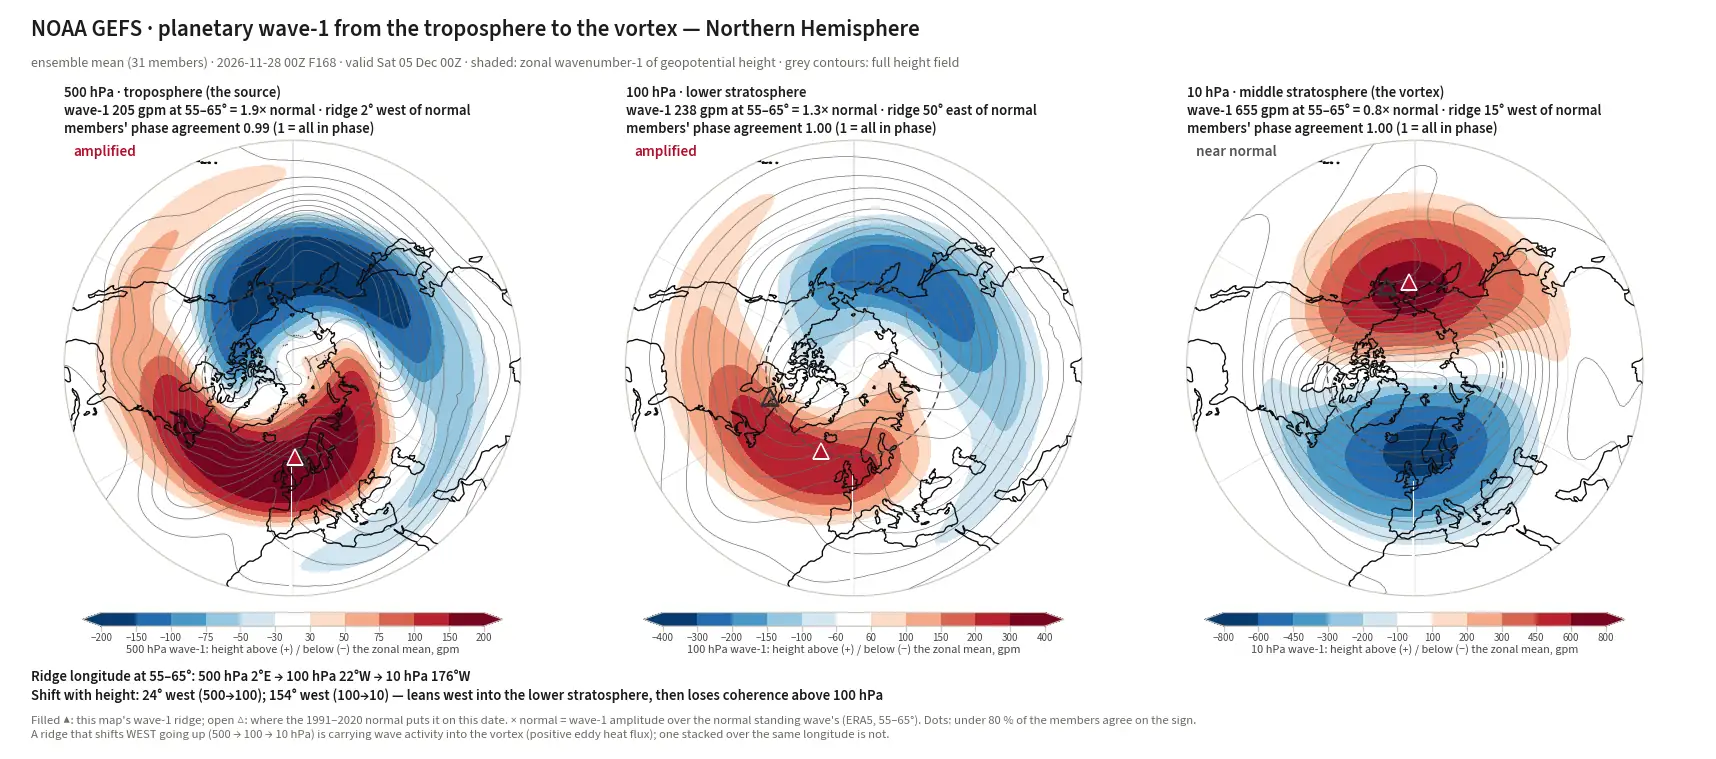 NOAA GEFS · planetary wave-1 from the troposphere to the vortex — Northern Hemisphere
ensemble mean (31 members) · 2026-11-28 00Z F168 · valid Sat 05 Dec 00Z · shaded: zonal wavenumber-1 of geopotential height · grey contours: full height field
500 hPa · troposphere (the source)
wave-1 205 gpm at 55–65° = 1.9× normal · ridge 2° west of normal
members' phase agreement 0.99 (1 = all in phase)
amplified
100 hPa · lower stratosphere
wave-1 238 gpm at 55–65° = 1.3× normal · ridge 50° east of normal
members' phase agreement 1.00 (1 = all in phase)
amplified
10 hPa · middle stratosphere (the vortex)
wave-1 655 gpm at 55–65° = 0.8× normal · ridge 15° west of normal
members' phase agreement 1.00 (1 = all in phase)
near normal
−200 −150 −100 −75 −50 −30 30 50 75 100 150 200
500 hPa wave-1: height above (+) / below (−) the zonal mean, gpm
−400 −300 −200 −150 −100 −60 60 100 150 200 300 400
100 hPa wave-1: height above (+) / below (−) the zonal mean, gpm
−800 −600 −450 −300 −200 −100 100 200 300 450 600 800
10 hPa wave-1: height above (+) / below (−) the zonal mean, gpm
Ridge longitude at 55–65°: 500 hPa 2°E → 100 hPa 22°W → 10 hPa 176°W
Shift with height: 24° west (500→100); 154° west (100→10) — leans west into the lower stratosphere, then loses coherence above 100 hPa
Filled ▲: this map's wave-1 ridge; open △: where the 1991–2020 normal puts it on this date. × normal = wave-1 amplitude over the normal standing wave's (ERA5, 55–65°). Dots: under 80 % of the members agree on the sign.
A ridge that shifts WEST going up (500 → 100 → 10 hPa) is carrying wave activity into the vortex (positive eddy heat flux); one stacked over the same longitude is not.